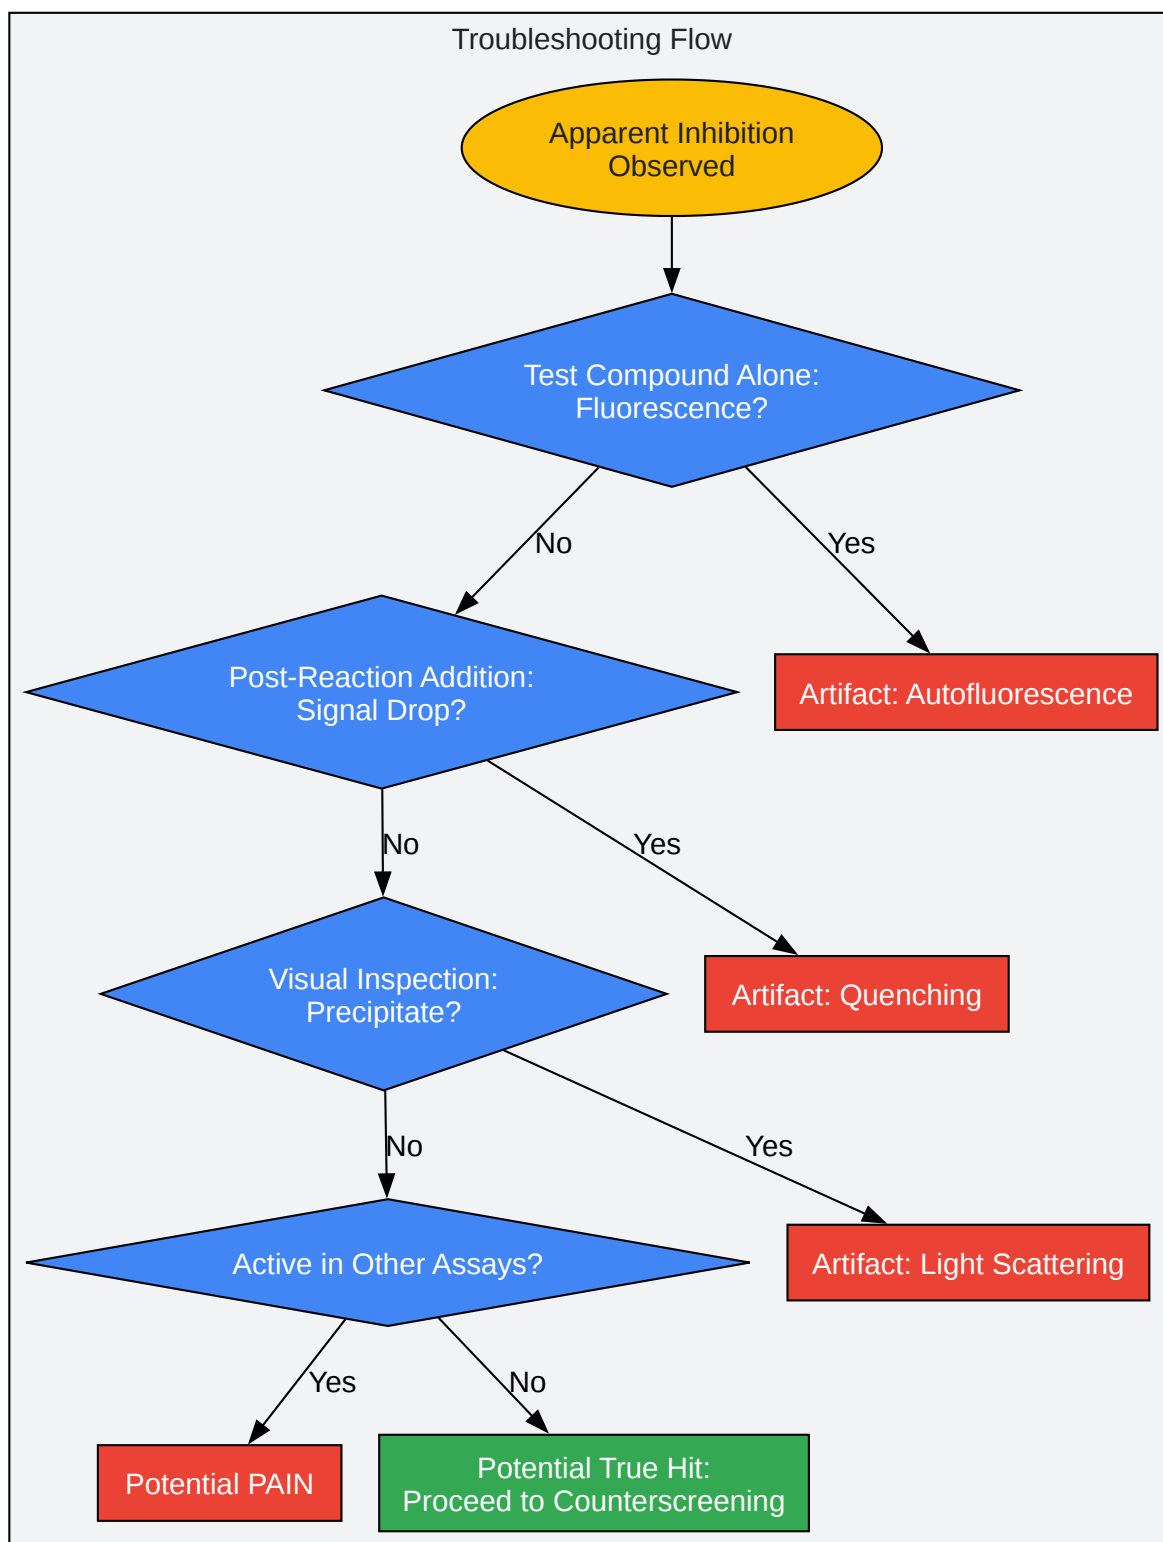 Troubleshooting Flow
Apparent Inhibition
Observed
Test Compound Alone:
Fluorescence?
No
Yes
Post-Reaction Addition:
Signal Drop?
Artifact: Autofluorescence
No
Yes
Visual Inspection:
Precipitate?
Artifact: Quenching
No
Yes
Active in Other Assays?
Artifact: Light Scattering
Yes
No
Potential PAIN
Potential True Hit:
Proceed to Counterscreening